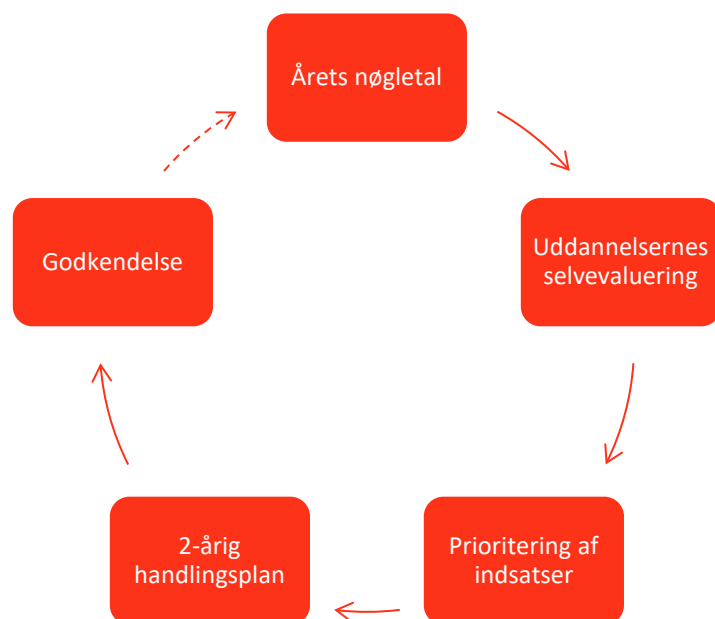 Årets nøgletal
Uddannelsernes
selvevaluering
Prioritering af
indsatser
2-årig
handlingsplan
Godkendelse